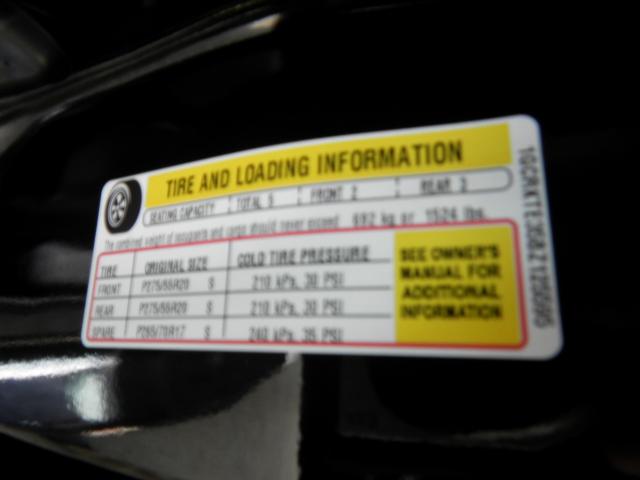 TIRE AND LOADING INFORMATION
SEATING CAPACITY TOTAL 5 FRONT 2 REAR 3
The combined weight of occupants and cargo should never exceed 692 kg or 1524 lbs.
TIRE ORIGINAL SIZE COLD TIRE PRESSURE
FRONT P275/55R20 S 210 kPa, 30 PSI
REAR P275/55R20 S 210 kPa, 30 PSI
SPARE P265/70R17 S 240 kPa, 35 PSI
SEE OWNER'S
MANUAL FOR
ADDITIONAL
INFORMATION